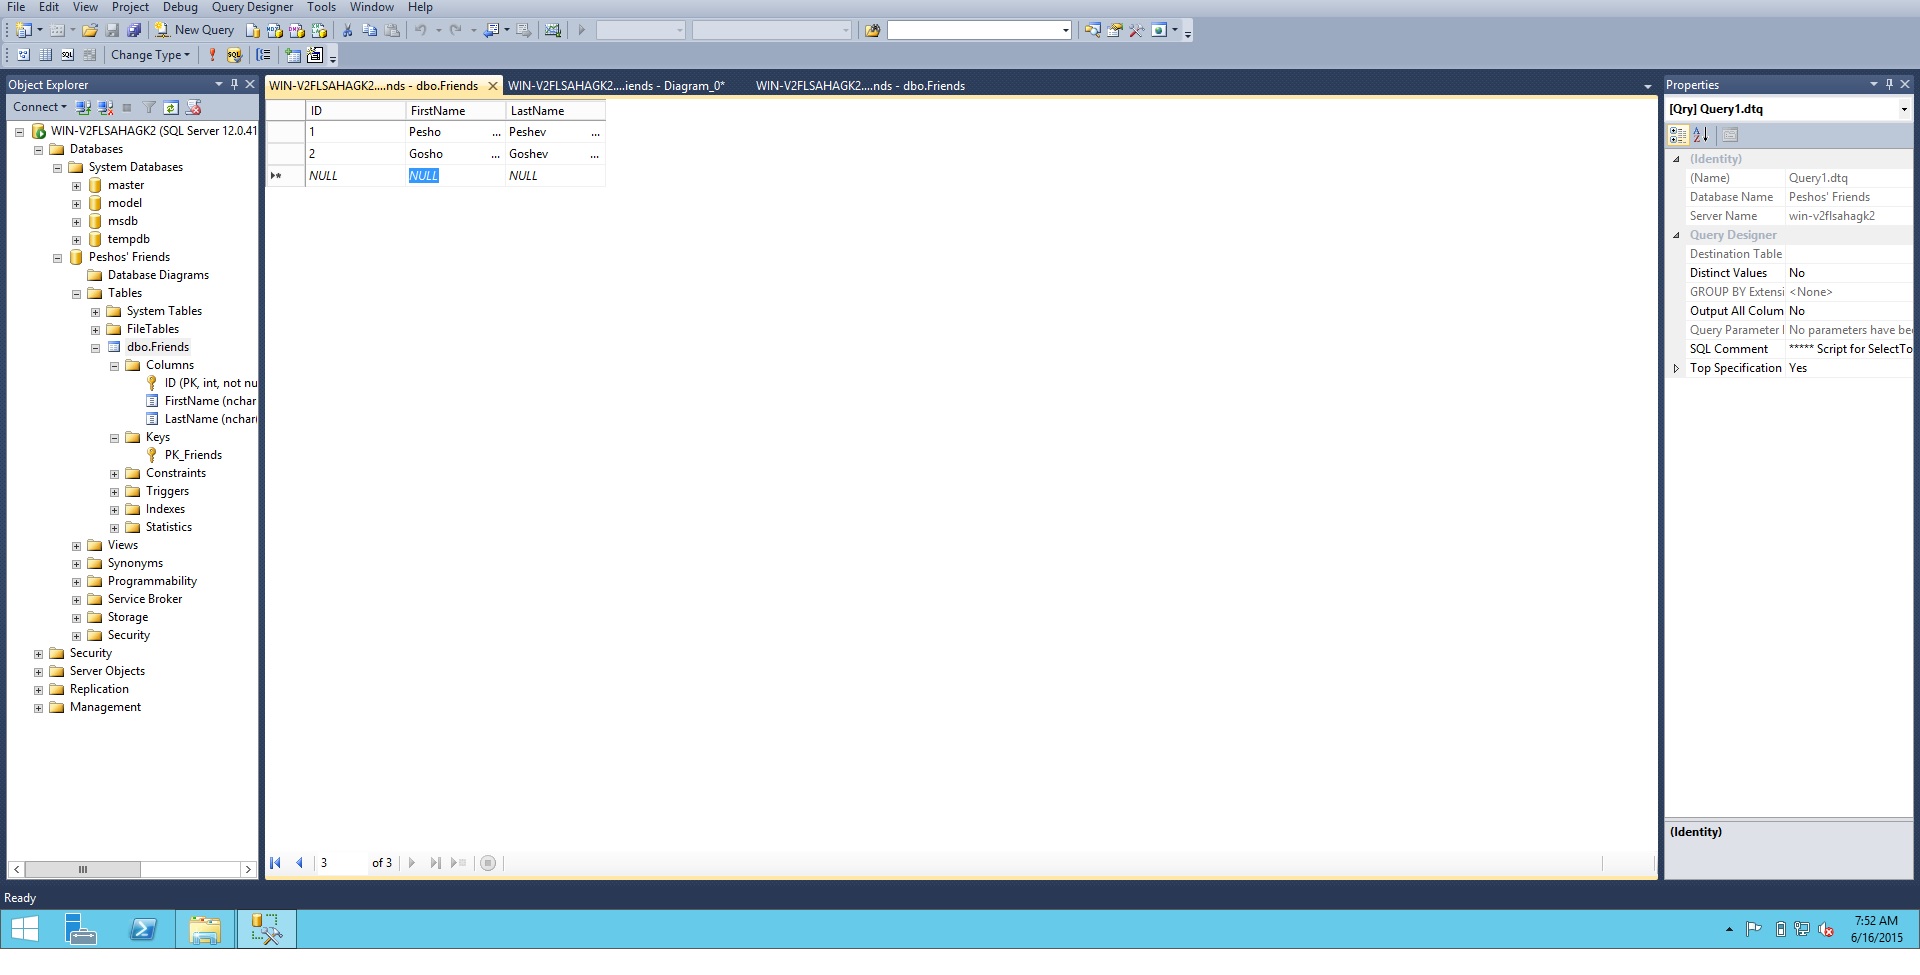 File Edit View Project Debug Query Designer Tools Window Help
New Query
Change Type
Object Explorer
Connect
WIN-V2FLSAHAGK2 (SQL Server 12.0.41
Databases
System Databases
master
model
msdb
tempdb
Peshos' Friends
Database Diagrams
Tables
System Tables
FileTables
dbo.Friends
Columns
ID (PK, int, not nu
FirstName (nchar
LastName (nchar(
Keys
PK_Friends
Constraints
Triggers
Indexes
Statistics
Views
Synonyms
Programmability
Service Broker
Storage
Security
Security
Server Objects
Replication
Management
WIN-V2FLSAHAGK2....nds - dbo.Friends WIN-V2FLSAHAGK2....iends - Diagram_0* WIN-V2FLSAHAGK2....nds - dbo.Friends
ID FirstName LastName
1 Pesho ... Peshev ...
2 Gosho ... Goshev ...
NULL NULL NULL
3 of 3
Properties
[Qry] Query1.dtq
(Identity)
(Name) Query1.dtq
Database Name Peshos' Friends
Server Name win-v2flsahagk2
Query Designer
Destination Table
Distinct Values No
GROUP BY Extensi <None>
Output All Colum No
Query Parameter No parameters have bee
SQL Comment ***** Script for SelectTo
Top Specification Yes
(Identity)
Ready
7:52 AM
6/16/2015